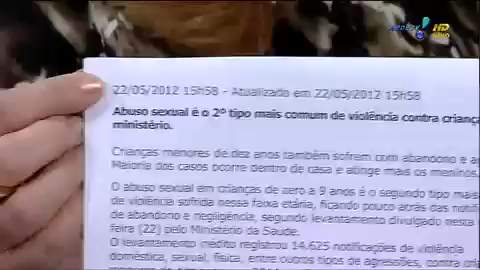 HD
22/05/2012 15h58 - Atualizado em 22/05/2012 15h58
Abuso sexual é o 2º tipo mais comum de violência contra crianç
ministério.
Crianças menores de dez anos também sofrem com abandono e
Maioria dos casos ocorre dentro de casa e atinge mais os meninos.
O abuso sexual em crianças de zero a 9 anos é o segundo tipo mais
de violência sofrida nessa faixa etária, ficando pouco atrás das notifi
de abandono e negligência, segundo levantamento divulgado nesta
feira (22) pelo Ministério da Saúde.
O levantamento inédito registrou 14.625 notificações de violência
doméstica, sexual, física, entre outros tipos de agressões, contra